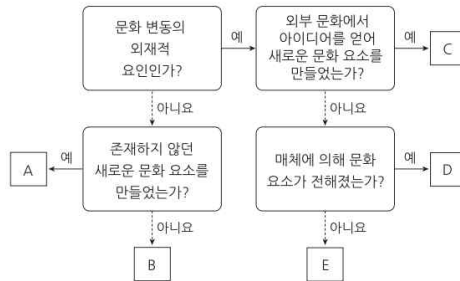 문화 변동의
외재적
요인인가?
예
외부 문화에서
아이디어를 얻어
새로운 문화 요소를
만들었는가?
예
C
아니요
아니요
A
예
존재하지 않던
새로운 문화 요소를
만들었는가?
매체에 의해 문화
요소가 전해졌는가?
예
D
아니요
아니요
B
E